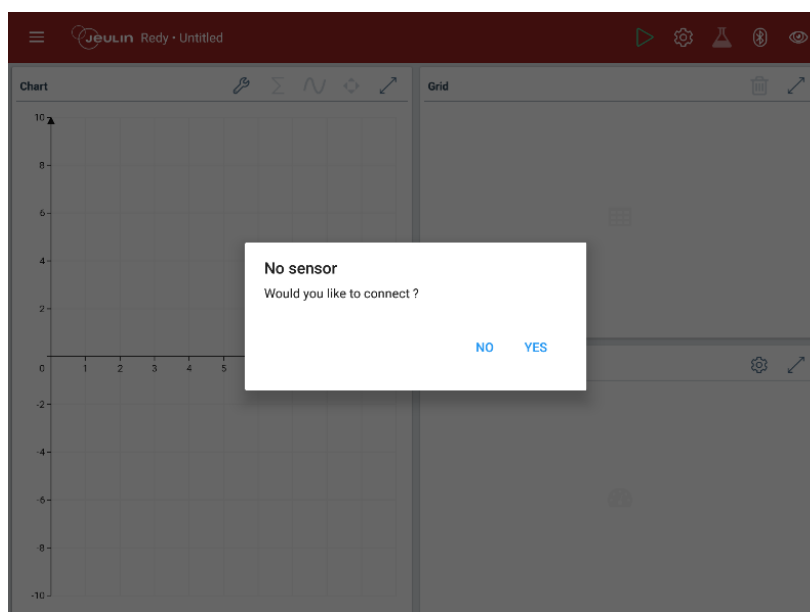 Jeulin Redy • Untitled
Chart
Grid
10
8
6
4
2
0 1 2 3 4 5
-2
-4
-6
-8
-10
No sensor
Would you like to connect ?
NO YES